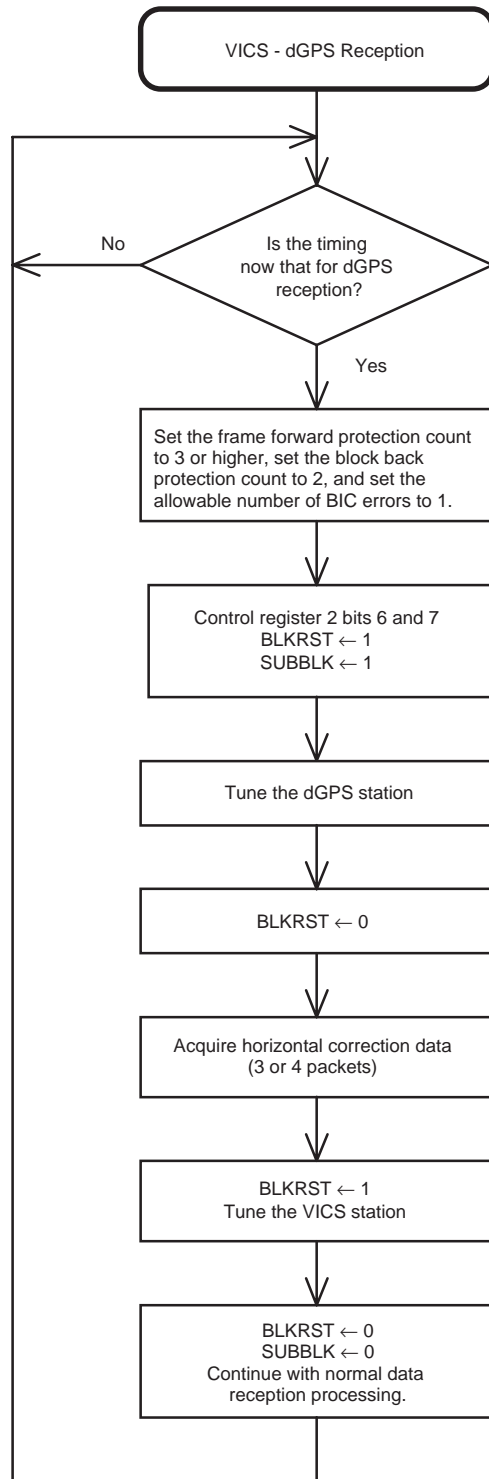 VICS - dGPS Reception
No
Is the timing
now that for dGPS
reception?
Yes
Set the frame forward protection count
to 3 or higher, set the block back
protection count to 2, and set the
allowable number of BIC errors to 1.
Control register 2 bits 6 and 7
BLKRST ← 1
SUBBLK ← 1
Tune the dGPS station
BLKRST ← 0
Acquire horizontal correction data
(3 or 4 packets)
BLKRST ← 1
Tune the VICS station
BLKRST ← 0
SUBBLK ← 0
Continue with normal data
reception processing.